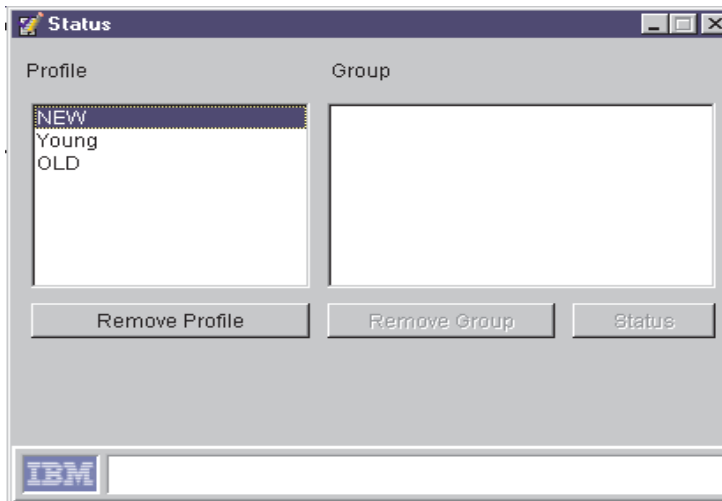 Status
Profile Group
NEW
Young
OLD
Remove Profile Remove Group Status
IBM